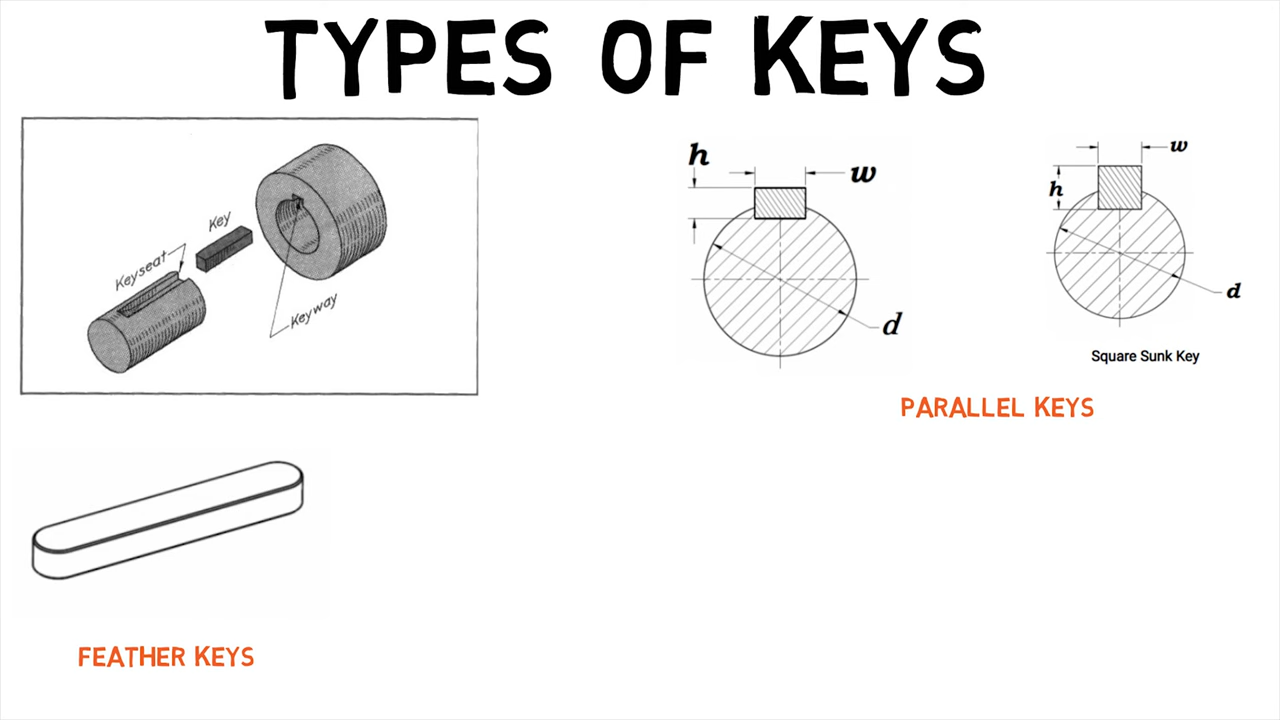 TYPES OF KEYS
Key
Keyseat
Keyway
h
w
d
w
h
d
Square Sunk Key
PARALLEL KEYS
FEATHER KEYS